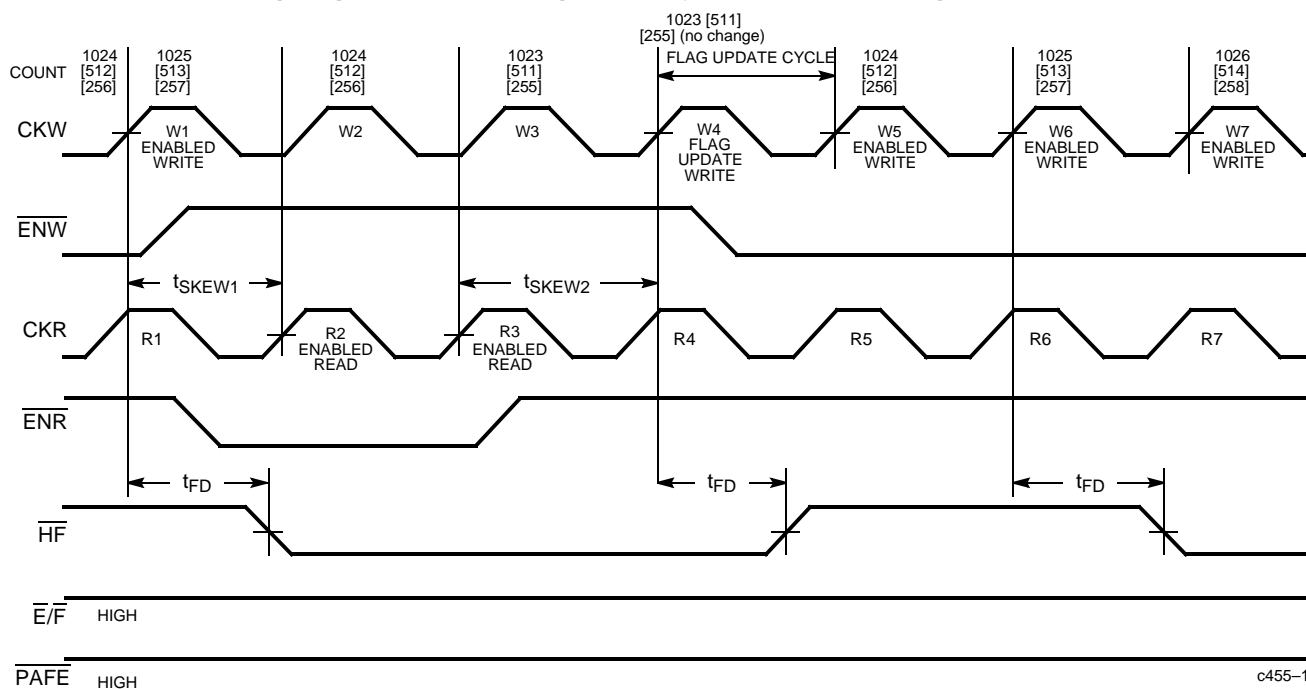 1023 [511]
[255] (no change)
FLAG UPDATE CYCLE
COUNT
1024
[512]
[256]
1025
[513]
[257]
1024
[512]
[256]
1023
[511]
[255]
1024
[512]
[256]
1025
[513]
[257]
1026
[514]
[258]
CKW
W1
ENABLED
WRITE
W2
W3
W4
FLAG
UPDATE
WRITE
W5
ENABLED
WRITE
W6
ENABLED
WRITE
W7
ENABLED
WRITE
ENW
tSKEW1
tSKEW2
CKR
R1
R2
ENABLED
READ
R3
ENABLED
READ
R4
R5
R6
R7
ENR
tFD
tFD
tFD
HF
E/F HIGH
PAFE HIGH
c455–1